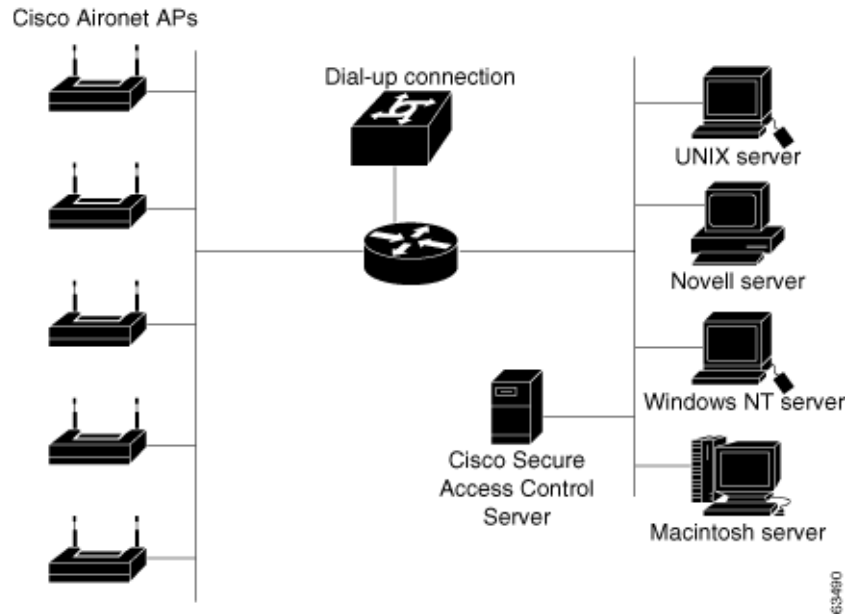 Cisco Aironet APs
Dial-up connection
UNIX server
Novell server
Windows NT server
Cisco Secure
Access Control
Server
Macintosh server
63490